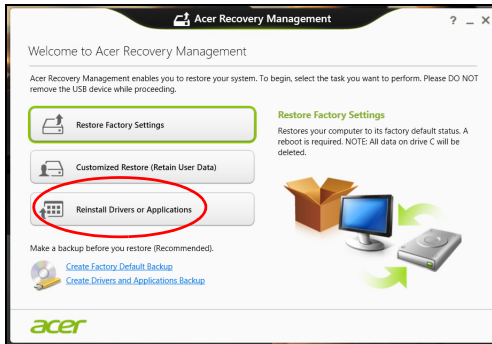 Acer Recovery Management
? _ X
Welcome to Acer Recovery Management
Acer Recovery Management enables you to restore your system. To begin, select the task you want to perform. Please DO NOT
remove the USB device while proceeding.
Restore Factory Settings
Customized Restore (Retain User Data)
Reinstall Drivers or Applications
Restore Factory Settings
Restores your computer to its factory default status. A
reboot is required. NOTE: All data on drive C will be
deleted.
Make a backup before you restore (Recommended).
Create Factory Default Backup
Create Drivers and Applications Backup
acer